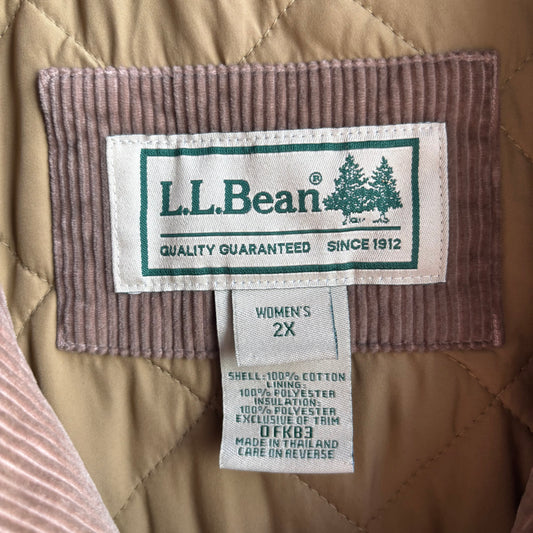 L.L.Bean®
QUALITY GUARANTEED SINCE 1912
WOMEN'S
2X
SHELL: 100% COTTON
LINING:
100% POLYESTER
INSULATION:
100% POLYESTER
EXCLUSIVE OF TRIM
0FKB3
MADE IN THAILAND
CARE ON REVERSE